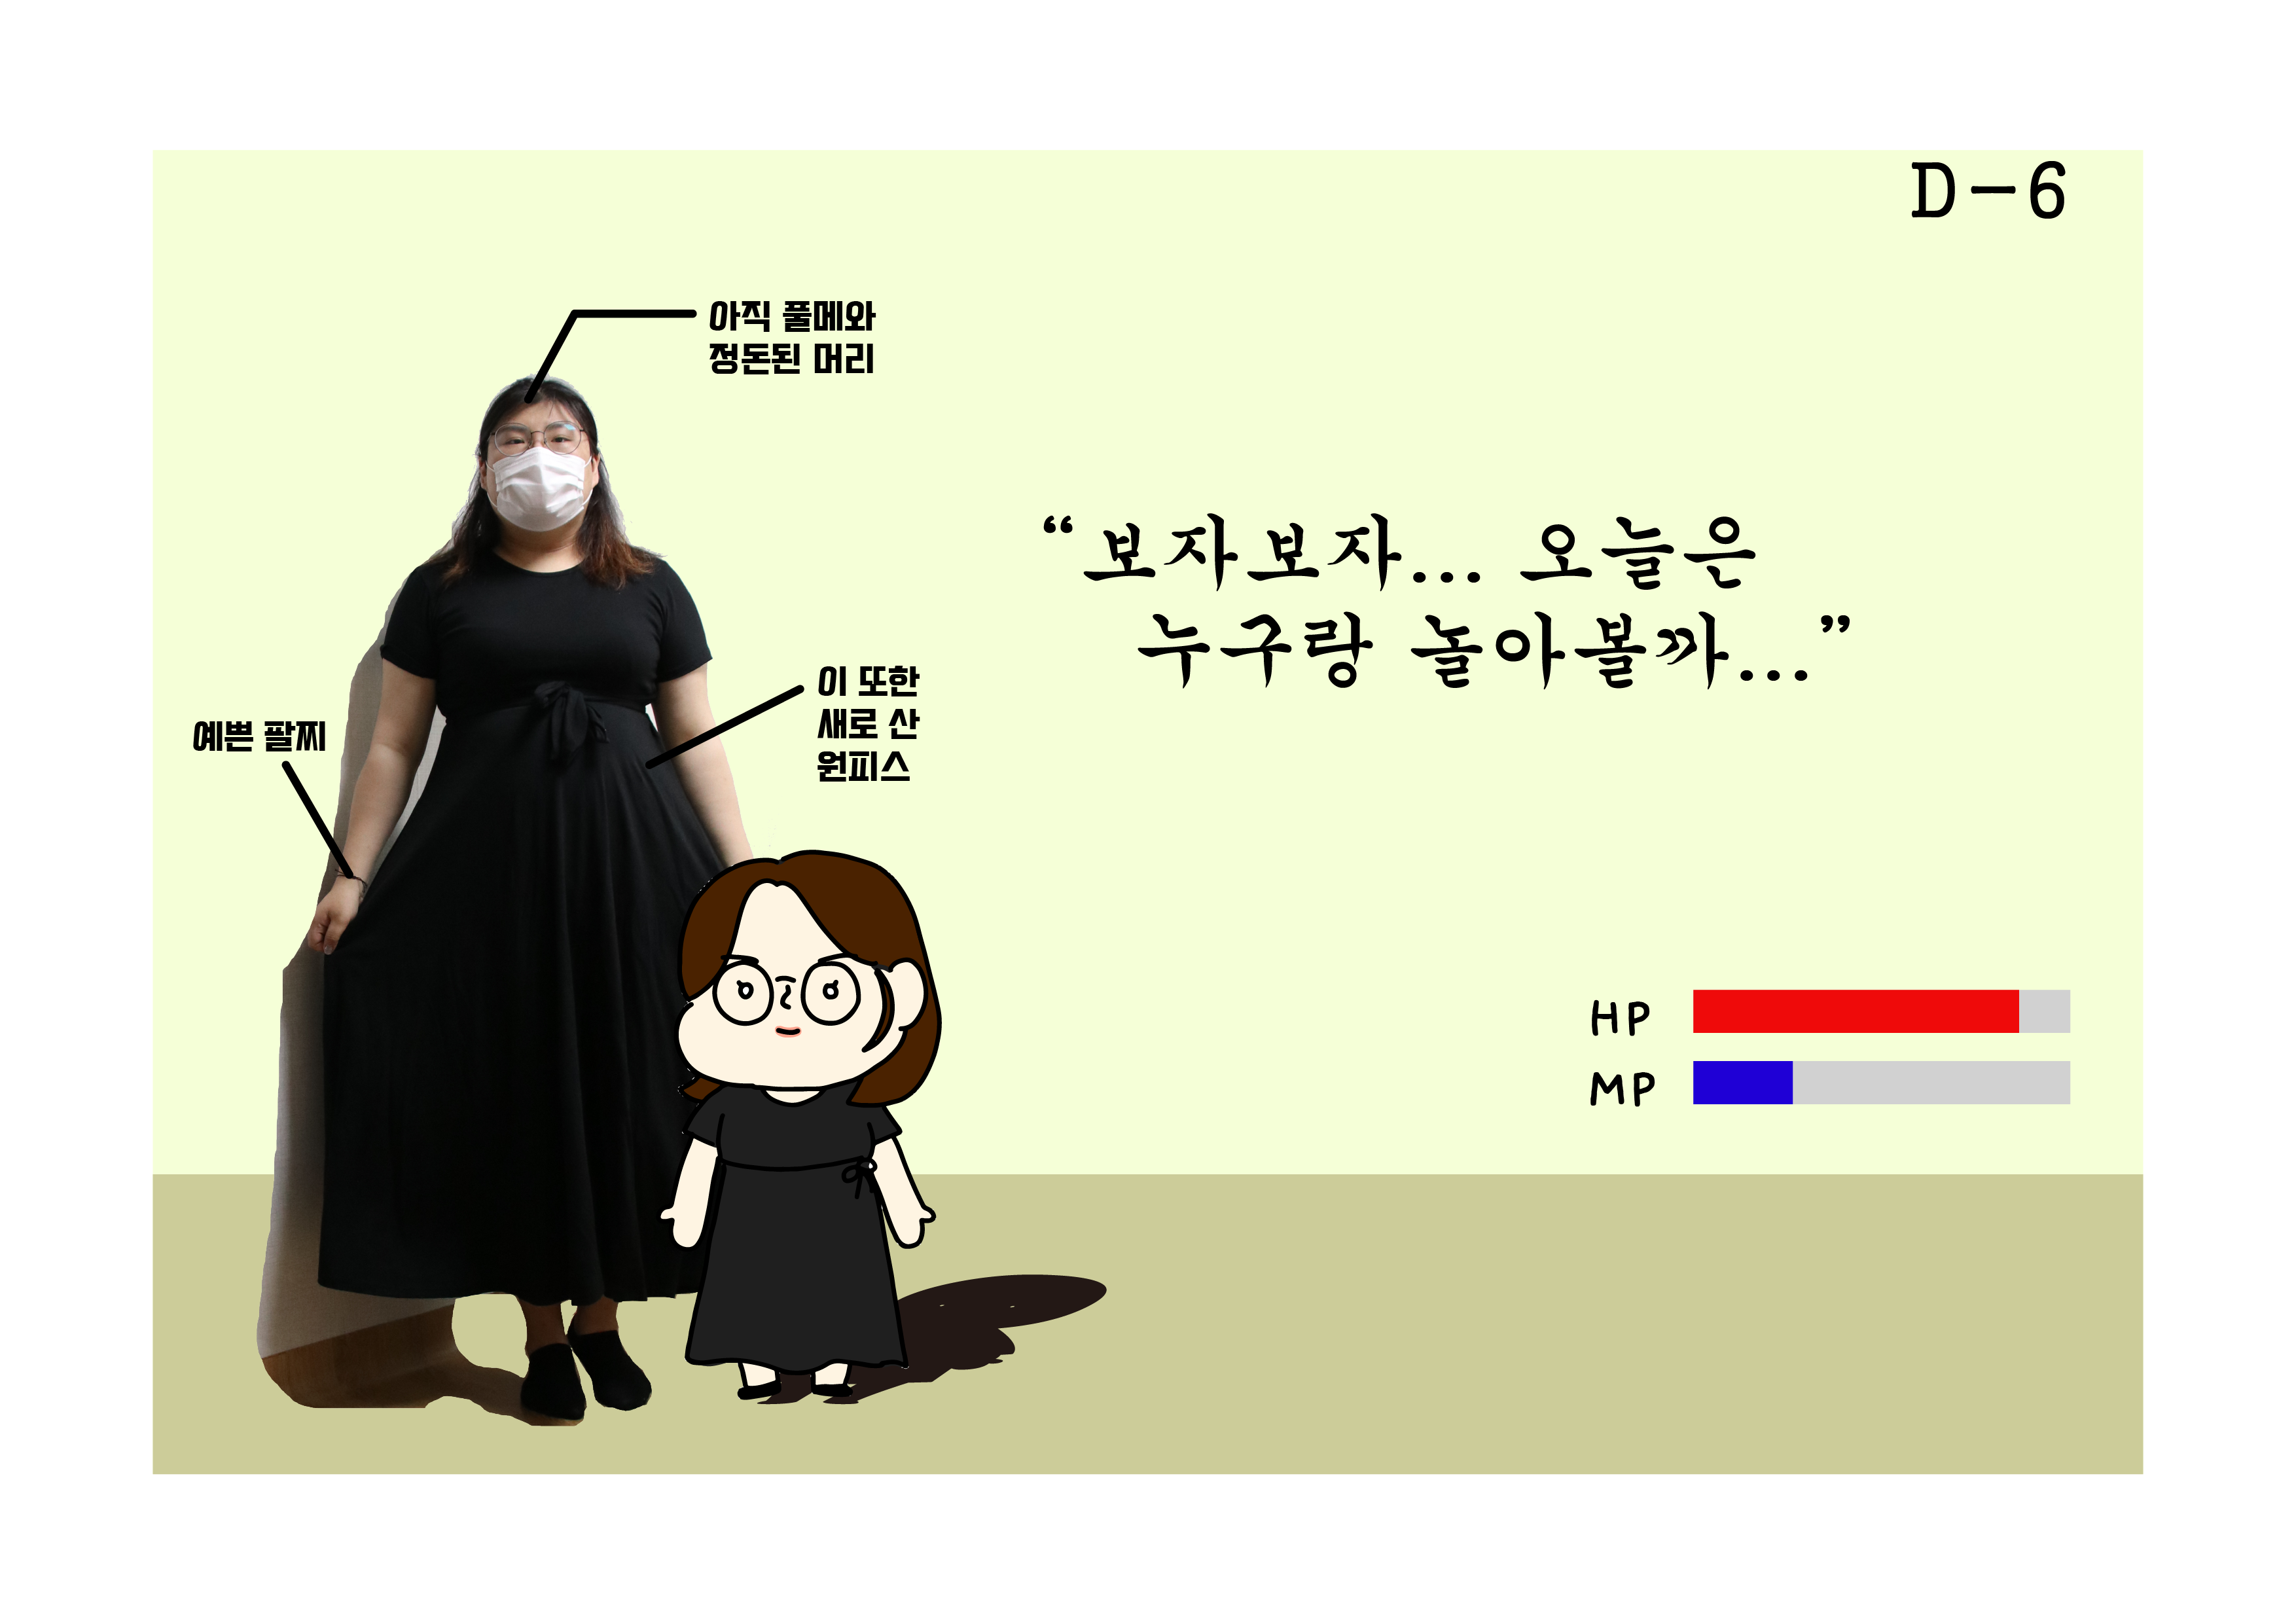 D-6
아직 풀메와
정돈된 머리
“보자보자... 오늘은
누구랑 놀아볼까...”
이 또한
새로 산
원피스
예쁜 팔찌
HP
MP